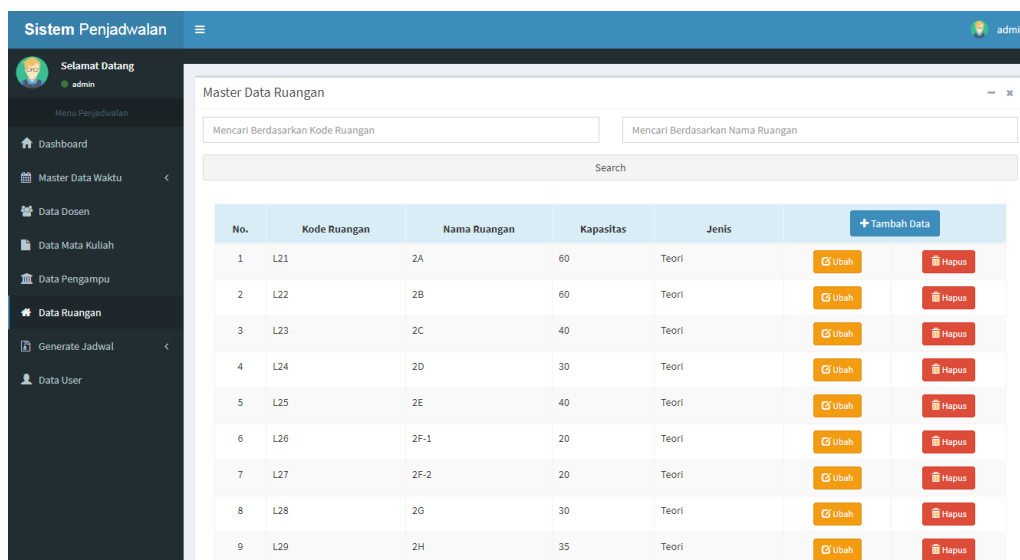 Sistem Penjadwalan
admi
Selamat Datang
admin
Menu Penjadwalan
Dashboard
Master Data Waktu
Data Dosen
Data Mata Kuliah
Data Pengampu
Data Ruangan
Generate Jadwal
Data User
Master Data Ruangan
Mencari Berdasarkan Kode Ruangan Mencari Berdasarkan Nama Ruangan
Search
No. Kode Ruangan Nama Ruangan Kapasitas Jenis Tambah Data
1 L21 2A 60 Teori Ubah Hapus
2 L22 2B 60 Teori Ubah Hapus
3 L23 2C 40 Teori Ubah Hapus
4 L24 2D 30 Teori Ubah Hapus
5 L25 2E 40 Teori Ubah Hapus
6 L26 2F-1 20 Teori Ubah Hapus
7 L27 2F-2 20 Teori Ubah Hapus
8 L28 2G 30 Teori Ubah Hapus
9 L29 2H 35 Teori Ubah Hapus